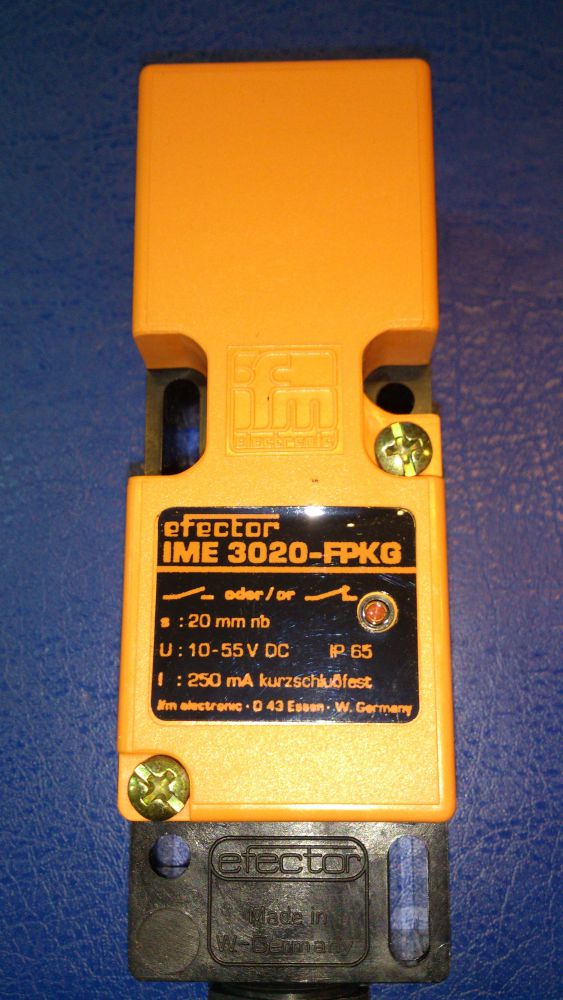 ifm
electronic
efector
IME 3020-FPKG
oder/or
s : 20 mm nb
U : 10-55 V DC IP 65
I : 250 mA kurzschlußfest
ifm electronic · D 43 Essen · W. Germany
efector
Made in
W-Germany